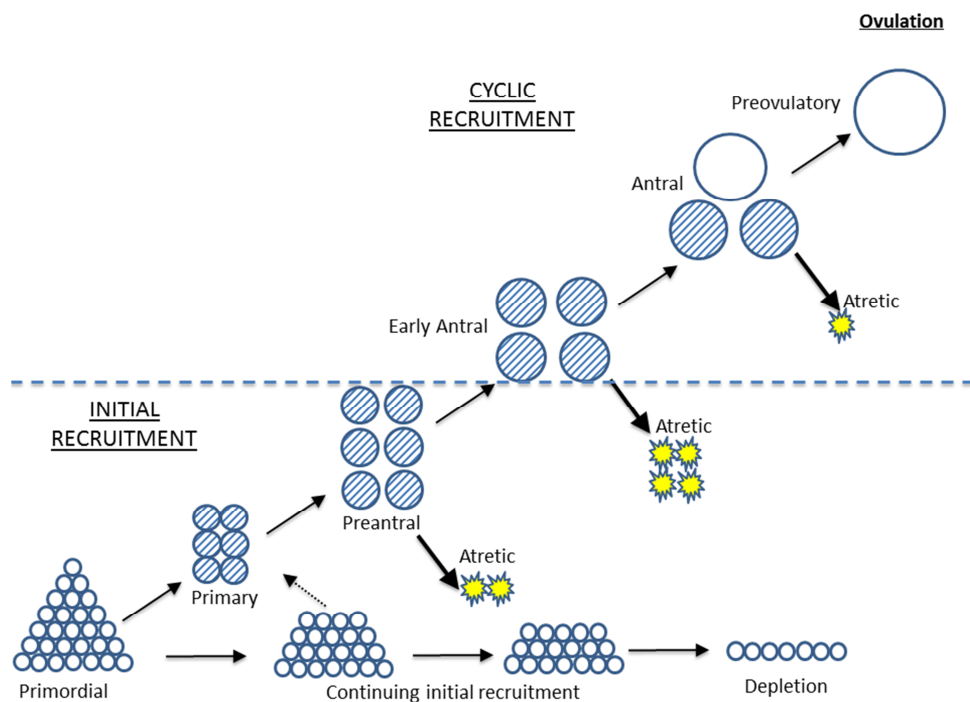 Ovulation
CYCLIC
RECRUITMENT
Preovulatory
Antral
Atretic
Early Antral
INITIAL
RECRUITMENT
Atretic
Preantral
Atretic
Primary
Primordial
Continuing initial recruitment
Depletion